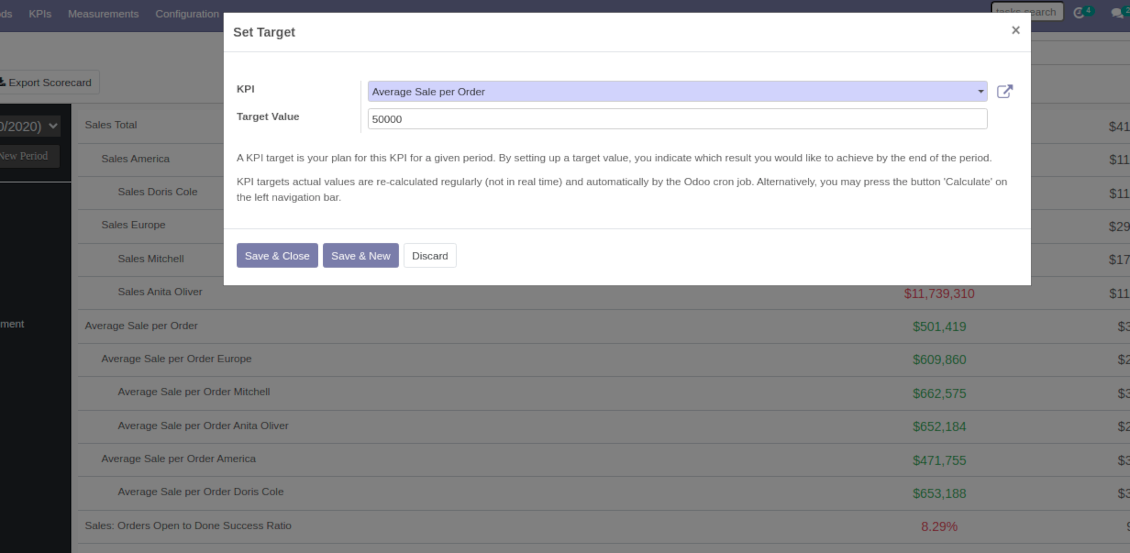 KPIs Measurements Configuration
tasks search 4
Set Target ×
Export Scorecard
KPI Average Sale per Order
Target Value 50000
0/2020)
New Period
A KPI target is your plan for this KPI for a given period. By setting up a target value, you indicate which result you would like to achieve by the end of the period.
KPI targets actual values are re-calculated regularly (not in real time) and automatically by the Odoo cron job. Alternatively, you may press the button 'Calculate' on
the left navigation bar.
Save & Close Save & New Discard
Sales Total $41
Sales America $11
Sales Doris Cole $11
Sales Europe $29
Sales Mitchell $17
Sales Anita Oliver $11,739,310 $11
ment
Average Sale per Order $501,419 $3
Average Sale per Order Europe $609,860 $2
Average Sale per Order Mitchell $662,575 $3
Average Sale per Order Anita Oliver $652,184 $2
Average Sale per Order America $471,755 $3
Average Sale per Order Doris Cole $653,188 $3
Sales: Orders Open to Done Success Ratio 8.29%